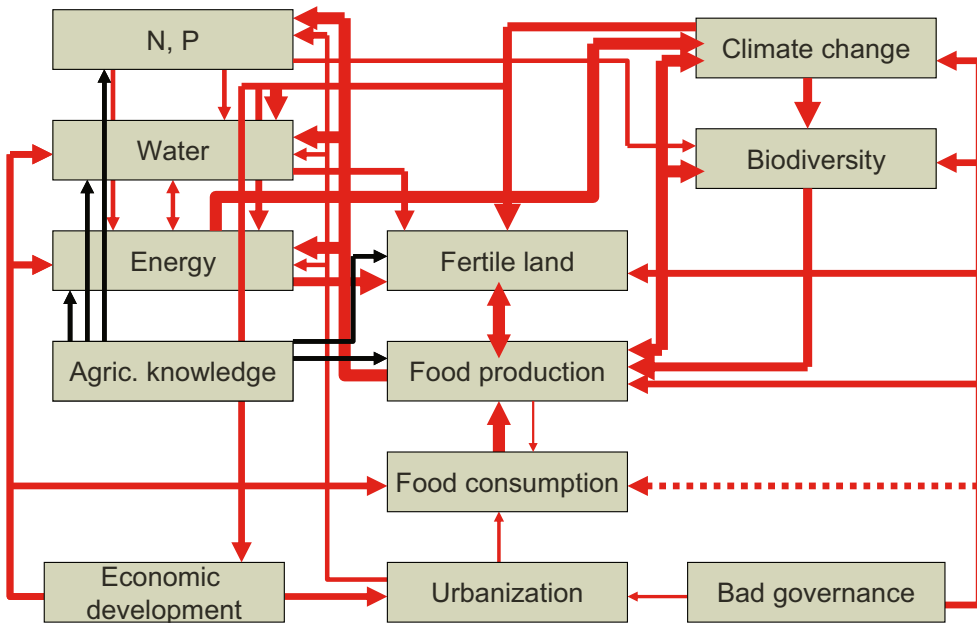 N, P
Climate change
Water
Biodiversity
Energy
Fertile land
Agric. knowledge
Food production
Food consumption
Economic
development
Urbanization
Bad governance